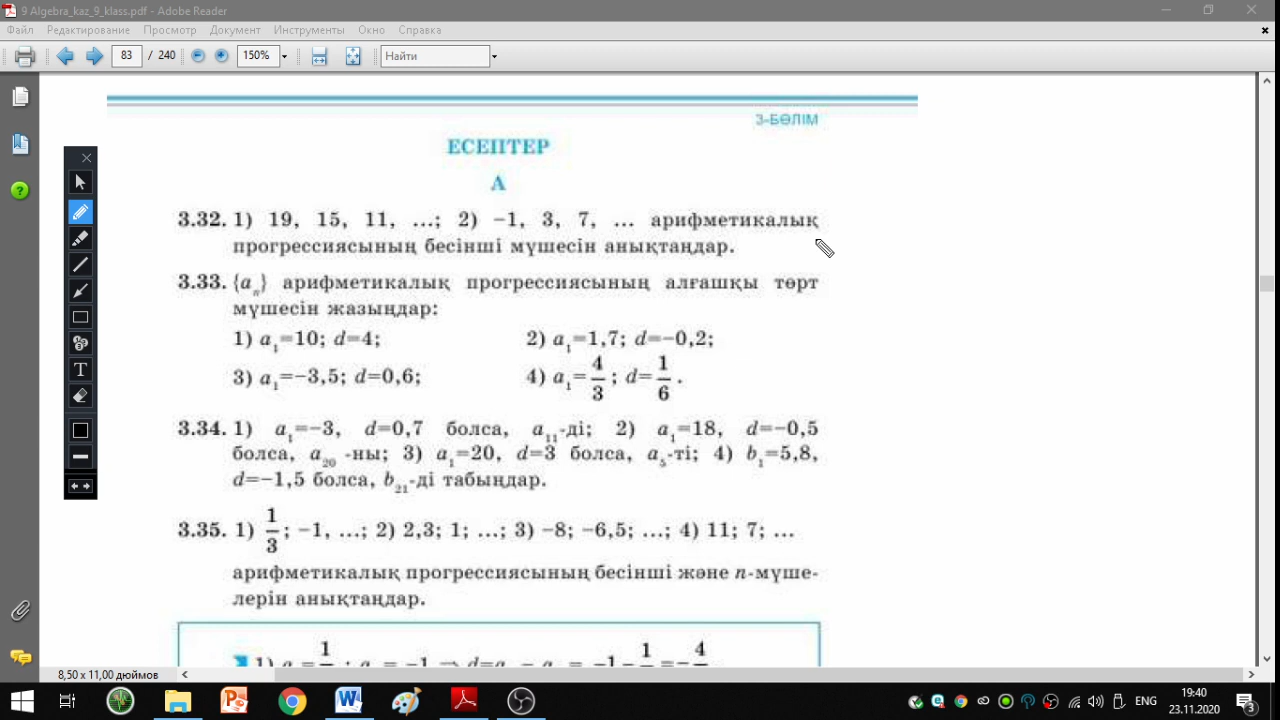 9 Algebra_kaz_9_klass.pdf - Adobe Reader
Файл Редактирование Просмотр Документ Инструменты Окно Справка
83 / 240 150% Найти
3-БӨЛІМ
ЕСЕПТЕР
А
3.32. 1) 19, 15, 11, ...; 2) −1, 3, 7, ... арифметикалық
прогрессиясының бесінші мүшесін анықтаңдар.
3.33. {aₙ} арифметикалық прогрессиясының алғашқы төрт
мүшесін жазыңдар:
1) a₁=10; d=4; 2) a₁=1,7; d=−0,2;
3) a₁=−3,5; d=0,6; 4) a₁=4/3; d=1/6.
3.34. 1) a₁=−3, d=0,7 болса, a₁₁-ді; 2) a₁=18, d=−0,5
болса, a₂₀ -ны; 3) a₁=20, d=3 болса, a₅-ті; 4) b₁=5,8,
d=−1,5 болса, b₂₁-ді табыңдар.
3.35. 1) 1/3; −1, ...; 2) 2,3; 1; ...; 3) −8; −6,5; ...; 4) 11; 7; ...
арифметикалық прогрессиясының бесінші және n-мүше-
лерін анықтаңдар.
8,50 x 11,00 дюймов
ENG
19:40
23.11.2020
3